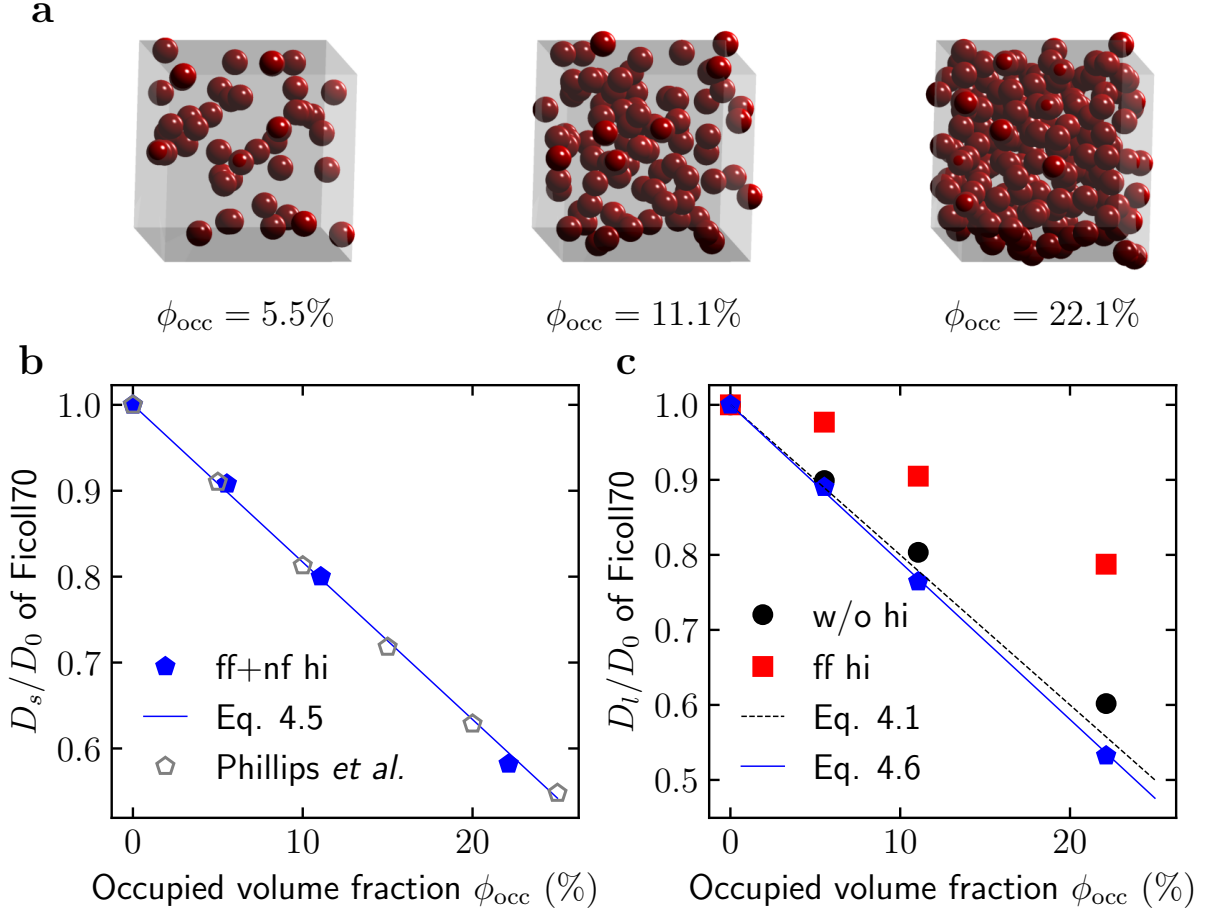 a
ϕocc = 5.5%
ϕocc = 11.1%
ϕocc = 22.1%
b
1.0
0.9
0.8
0.7
0.6
Ds/D0 of Ficoll70
ff+nf hi
Eq. 4.5
Phillips et al.
0
10
20
Occupied volume fraction ϕocc (%)
c
1.0
0.9
0.8
0.7
0.6
0.5
Dl/D0 of Ficoll70
w/o hi
ff hi
Eq. 4.1
Eq. 4.6
0
10
20
Occupied volume fraction ϕocc (%)